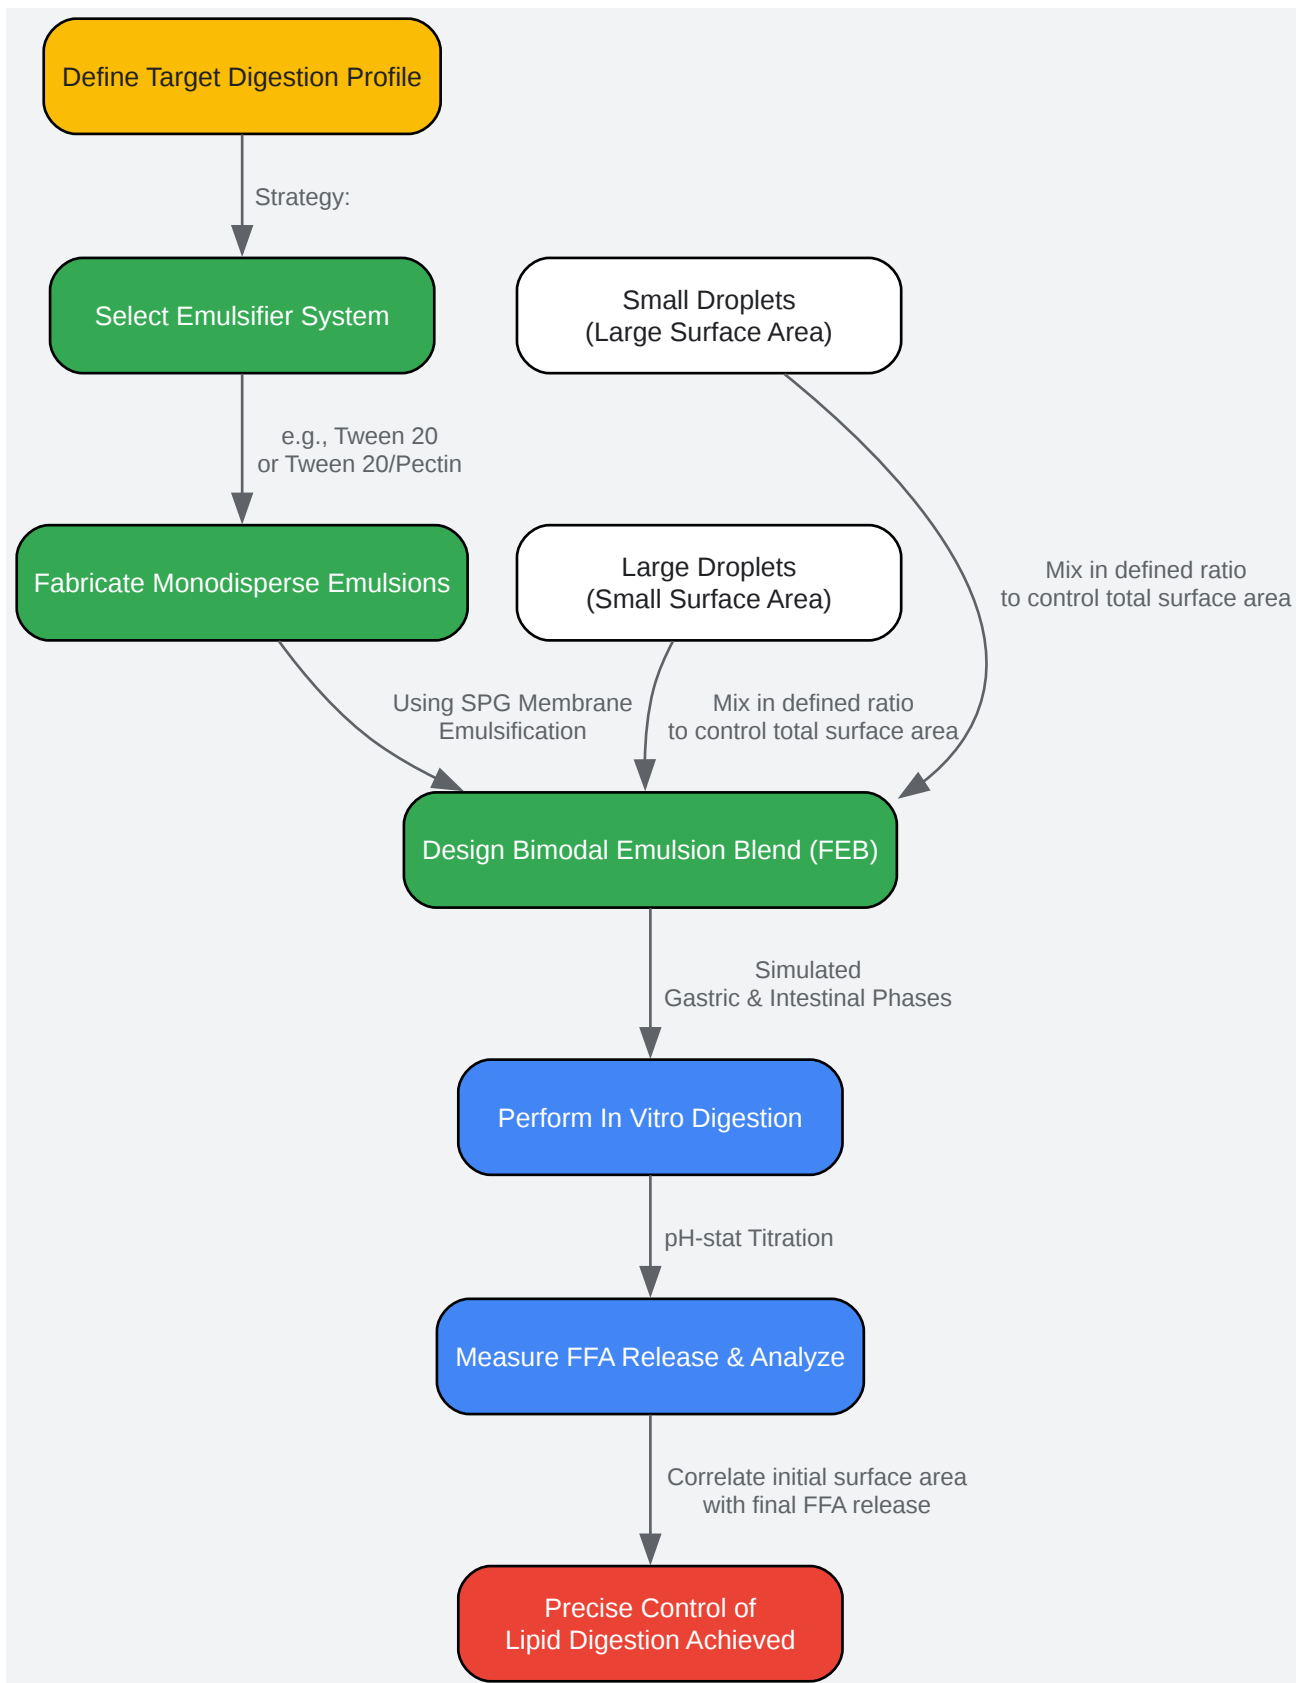 Define Target Digestion Profile
Strategy:
Select Emulsifier System
Small Droplets
(Large Surface Area)
e.g., Tween 20
or Tween 20/Pectin
Fabricate Monodisperse Emulsions
Large Droplets
(Small Surface Area)
Mix in defined ratio
to control total surface area
Using SPG Membrane
Emulsification
Mix in defined ratio
to control total surface area
Design Bimodal Emulsion Blend (FEB)
Simulated
Gastric & Intestinal Phases
Perform In Vitro Digestion
pH-stat Titration
Measure FFA Release & Analyze
Correlate initial surface area
with final FFA release
Precise Control of
Lipid Digestion Achieved